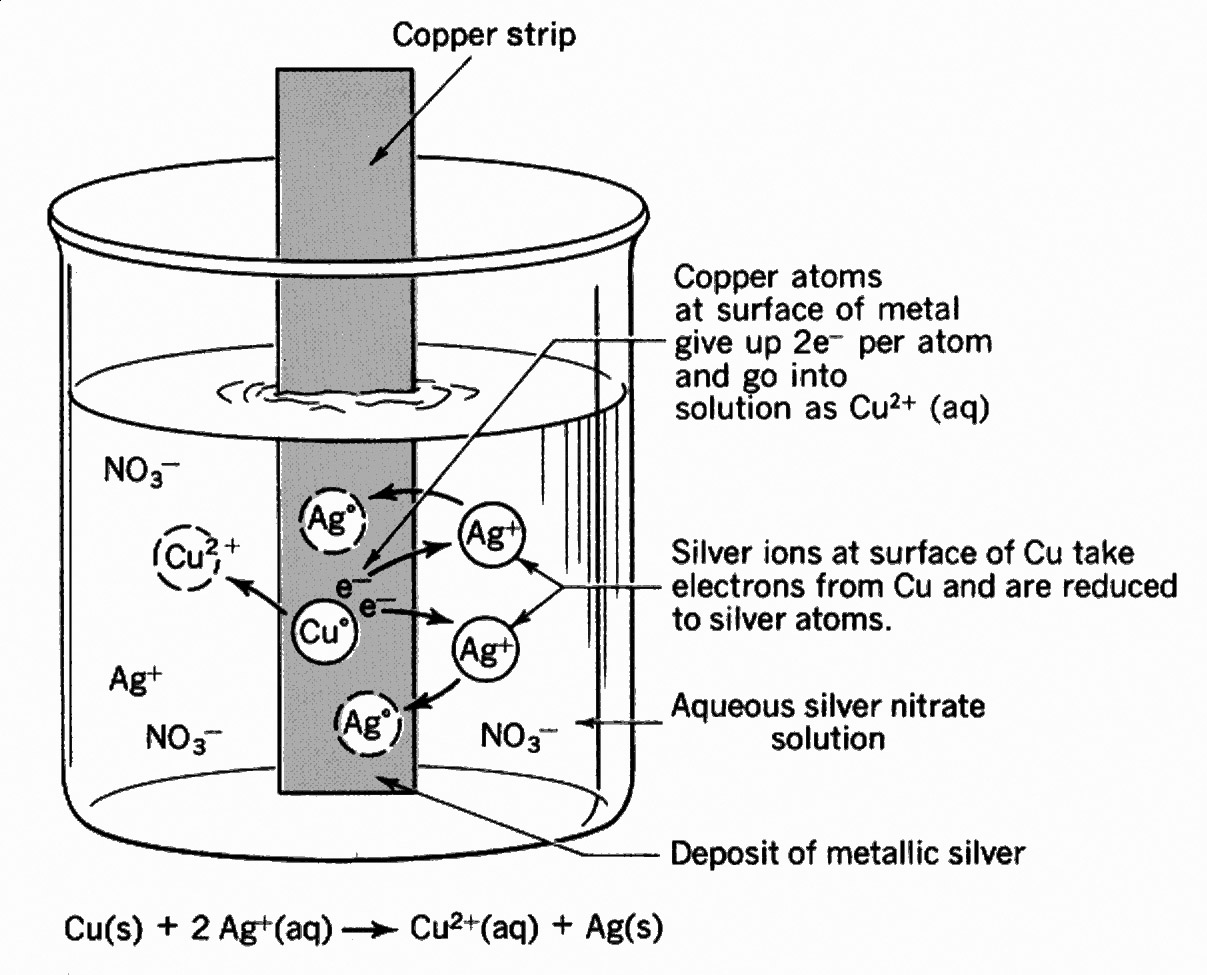 Copper strip
Copper atoms
at surface of metal
give up 2e⁻ per atom
and go into
solution as Cu²⁺ (aq)
NO₃⁻
Ag°
Ag⁺
Cu²⁺
Silver ions at surface of Cu take
electrons from Cu and are reduced
to silver atoms.
e⁻
e⁻
Cu°
Ag⁺
Ag⁺
Ag°
NO₃⁻
NO₃⁻
Aqueous silver nitrate
solution
Deposit of metallic silver
Cu(s) + 2 Ag⁺(aq) → Cu²⁺(aq) + Ag(s)